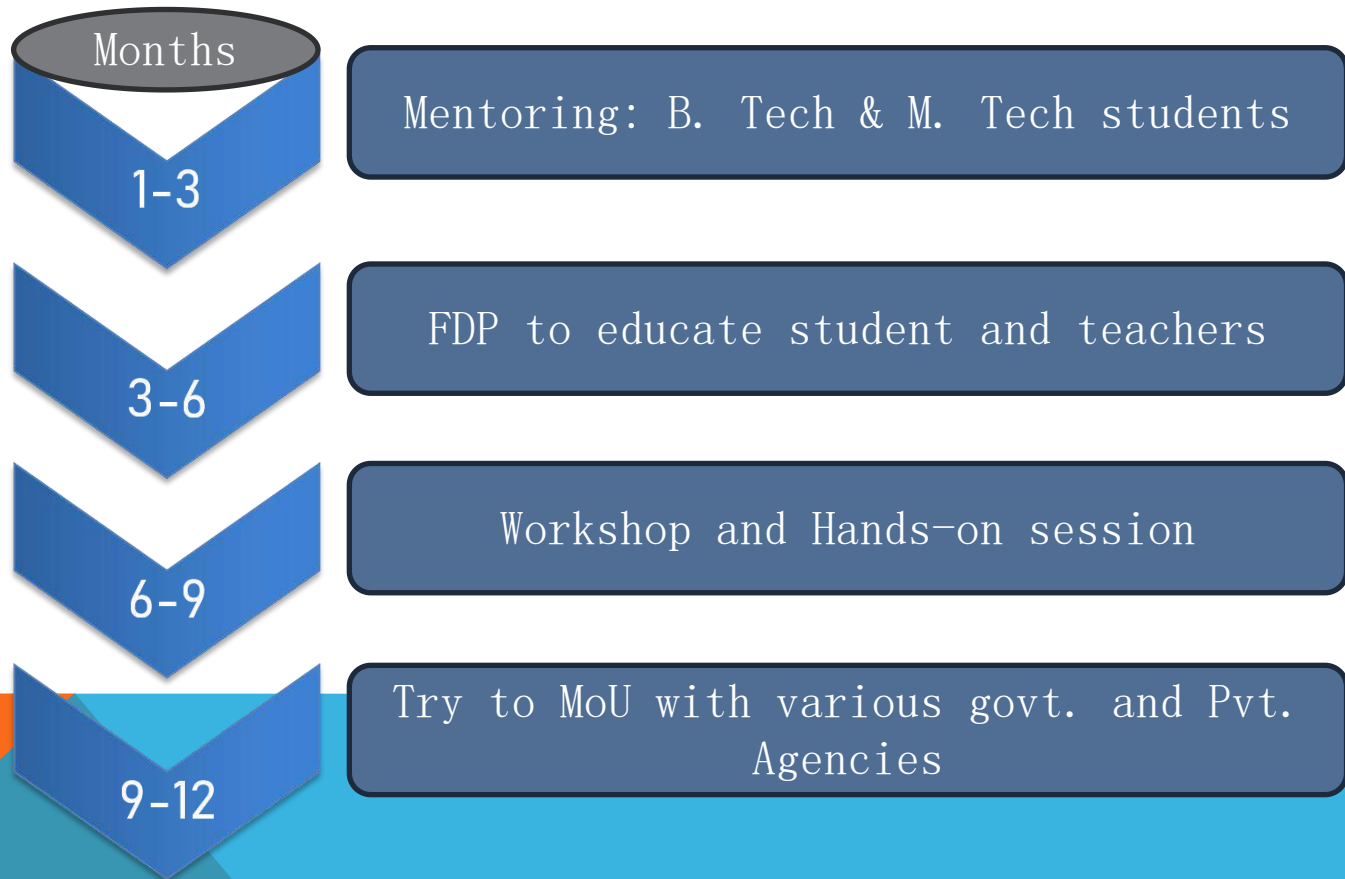 Months
1-3
Mentoring: B. Tech & M. Tech students
3-6
FDP to educate student and teachers
6-9
Workshop and Hands-on session
9-12
Try to MoU with various govt. and Pvt.
Agencies